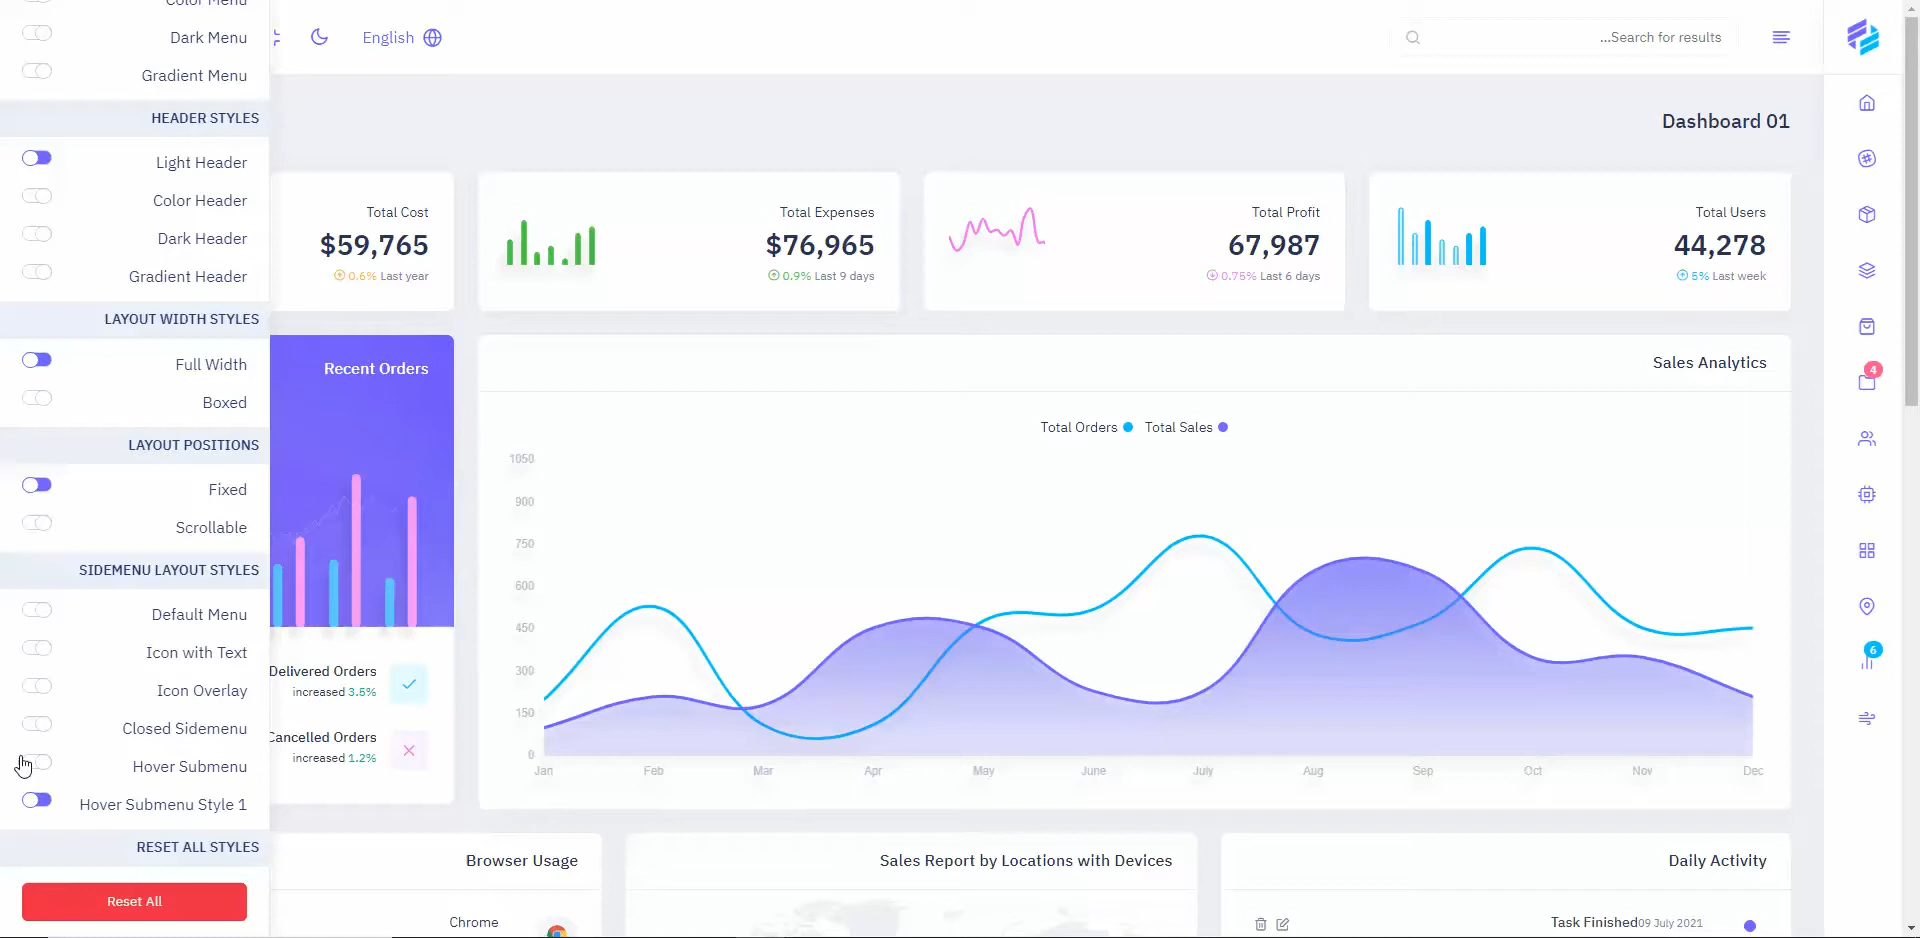 Color Menu
Dark Menu
Gradient Menu
HEADER STYLES
Light Header
Color Header
Dark Header
Gradient Header
LAYOUT WIDTH STYLES
Full Width
Boxed
LAYOUT POSITIONS
Fixed
Scrollable
SIDEMENU LAYOUT STYLES
Default Menu
Icon with Text
Icon Overlay
Closed Sidemenu
Hover Submenu
Hover Submenu Style 1
RESET ALL STYLES
Reset All
English
...Search for results
Dashboard 01
Total Cost
$59,765
0.6% Last year
Total Expenses
$76,965
0.9% Last 9 days
Total Profit
67,987
0.75% Last 6 days
Total Users
44,278
5% Last week
4
6
Recent Orders
Delivered Orders
increased 3.5%
Cancelled Orders
increased 1.2%
Sales Analytics
Total Orders Total Sales
1050
900
750
600
450
300
150
0
Jan Feb Mar Apr May June July Aug Sep Oct Nov Dec
Browser Usage
Chrome
Sales Report by Locations with Devices
Daily Activity
Task Finished 09 July 2021